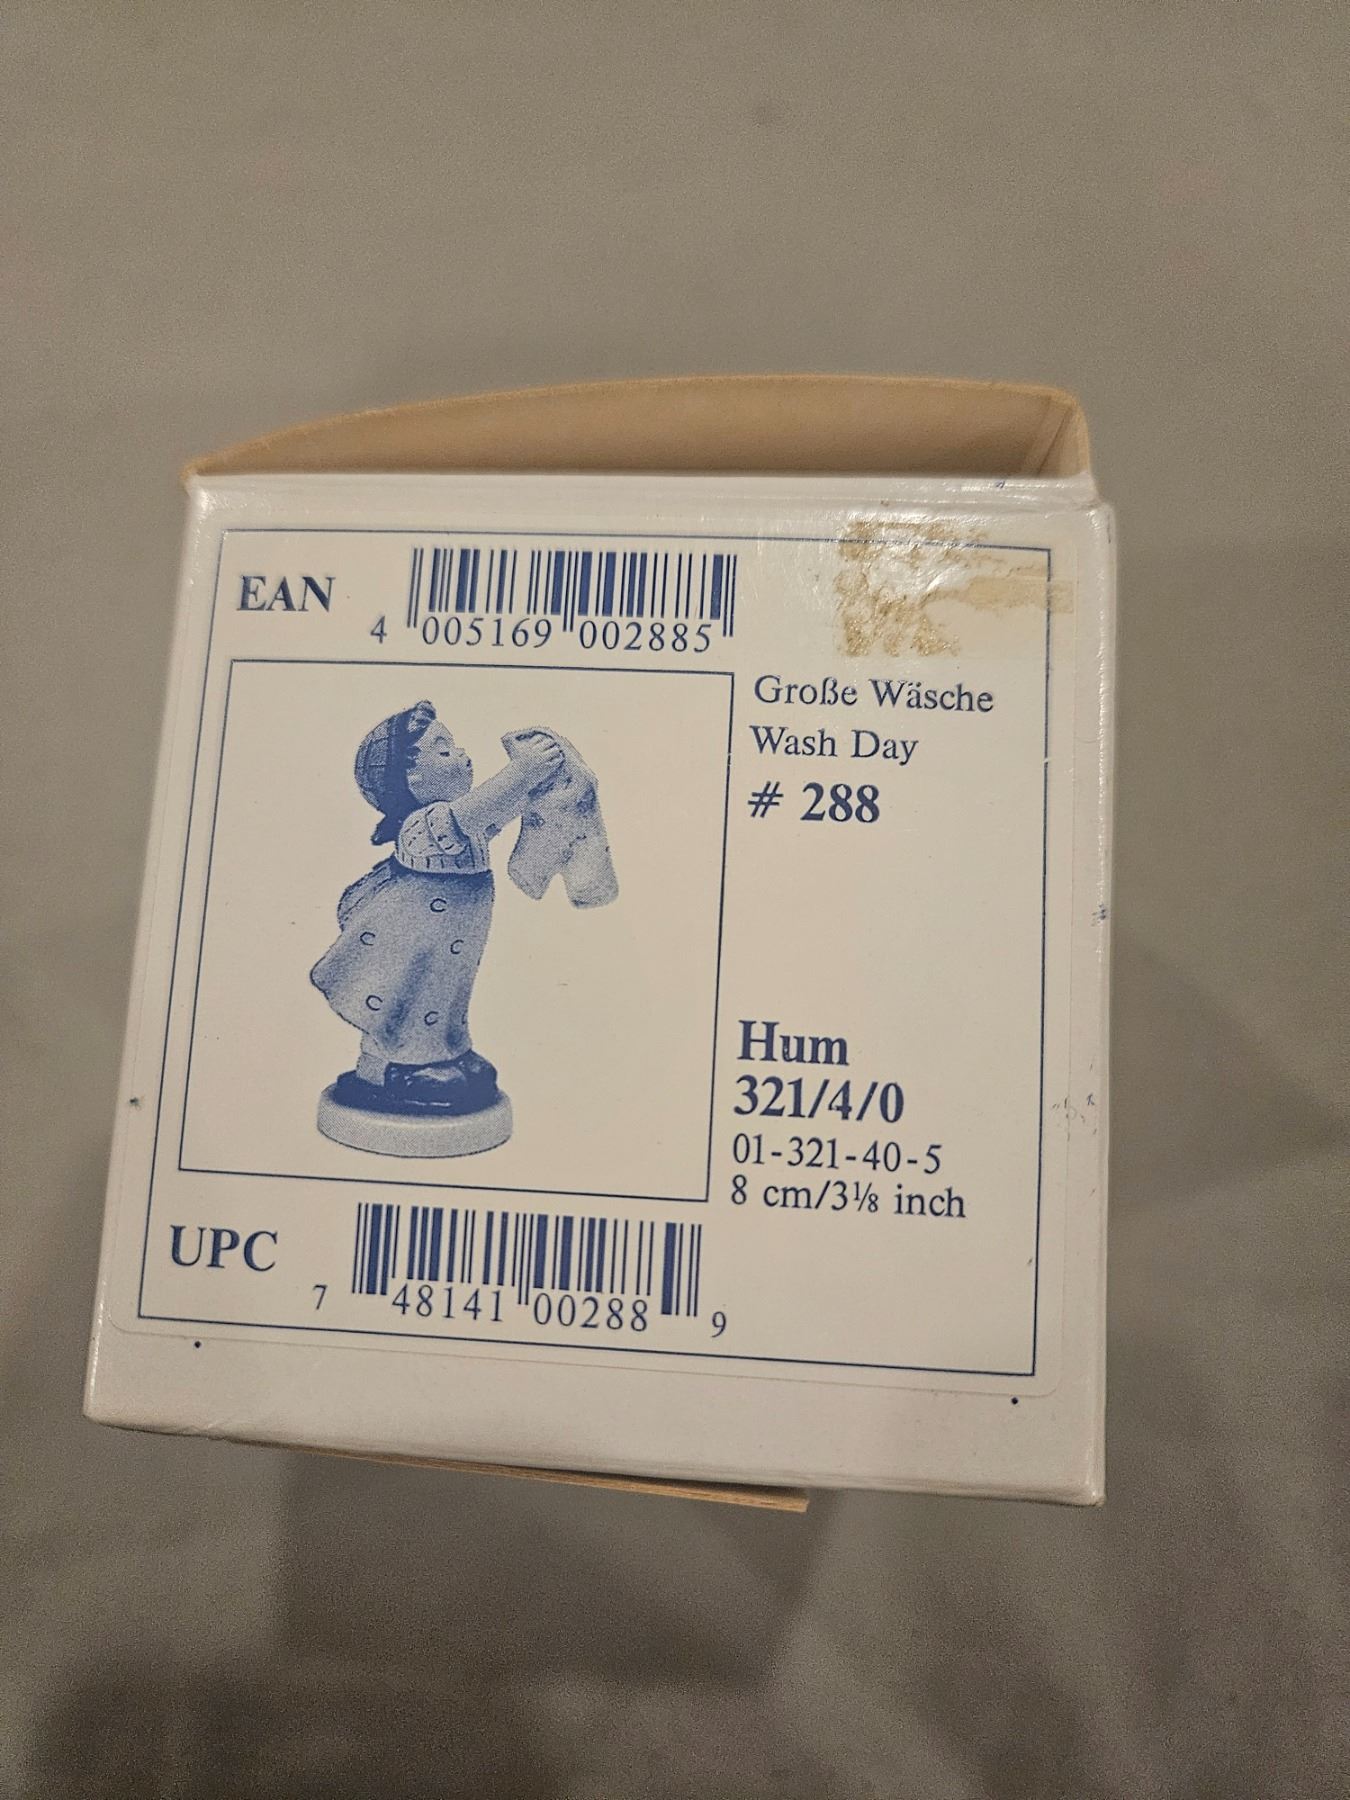 EAN
4 005169 002885
Große Wäsche
Wash Day
# 288
Hum
321/4/0
01-321-40-5
8 cm/3⅛ inch
UPC
7 48141 00288 9